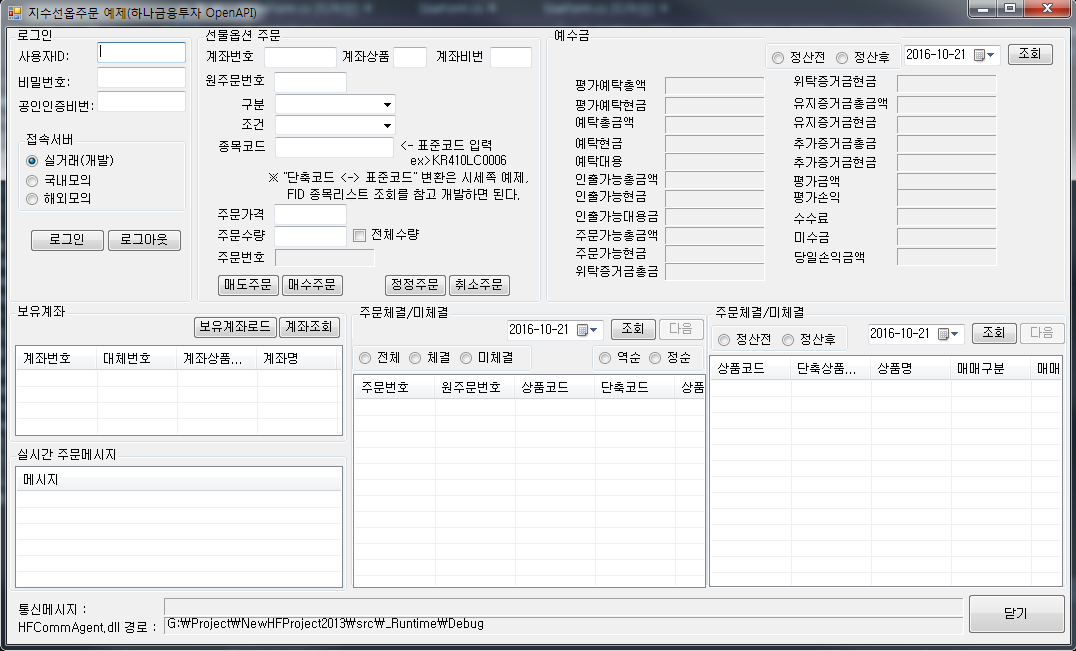 지수선옵주문 예제(하나금융투자 OpenAPI)
로그인
사용자ID:
비밀번호:
공인인증비번:
접속서버
실거래(개발)
국내모의
해외모의
로그인 로그아웃
선물옵션 주문
계좌번호 계좌상품 계좌비번
원주문번호
구분
조건
종목코드 <- 표준코드 입력
ex>KR410LC0006
※ "단축코드 <-> 표준코드" 변환은 시세쪽 예제,
FID 종목리스트 조회를 참고 개발하면 된다.
주문가격
주문수량 전체수량
주문번호
매도주문 매수주문 정정주문 취소주문
예수금
정산전 정산후 2016-10-21 조회
평가예탁총액
평가예탁현금
예탁총금액
예탁현금
예탁대용
인출가능총금액
인출가능현금
인출가능대용금
주문가능총금액
주문가능현금
위탁증거금총금
위탁증거금현금
유지증거금총금액
유지증거금현금
추가증거금총금
추가증거금현금
평가금액
평가손익
수수료
미수금
당일손익금액
보유계좌
보유계좌로드 계좌조회
계좌번호 대체번호 계좌상품... 계좌명
실시간 주문메시지
메시지
주문체결/미체결
2016-10-21 조회 다음
전체 체결 미체결 역순 정순
주문번호 원주문번호 상품코드 단축코드 상품
주문체결/미체결
정산전 정산후 2016-10-21 조회 다음
상품코드 단축상품... 상품명 매매구분 매매
통신메시지 :
HFCommAgent.dll 경로 : G:\Project\NewHFProject2013\src\_Runtime\Debug
닫기